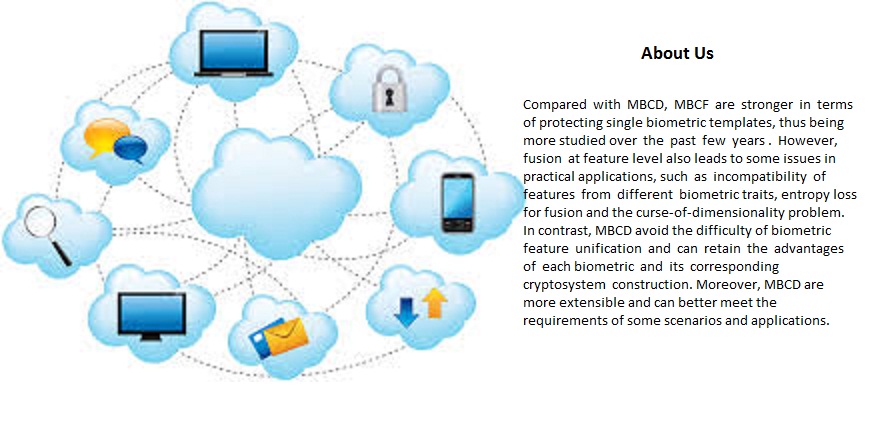 About Us
Compared with MBCD, MBCF are stronger in terms
of protecting single biometric templates, thus being
more studied over the past few years . However,
fusion at feature level also leads to some issues in
practical applications, such as incompatibility of
features from different biometric traits, entropy loss
for fusion and the curse-of-dimensionality problem.
In contrast, MBCD avoid the difficulty of biometric
feature unification and can retain the advantages
of each biometric and its corresponding
cryptosystem construction. Moreover, MBCD are
more extensible and can better meet the
requirements of some scenarios and applications.